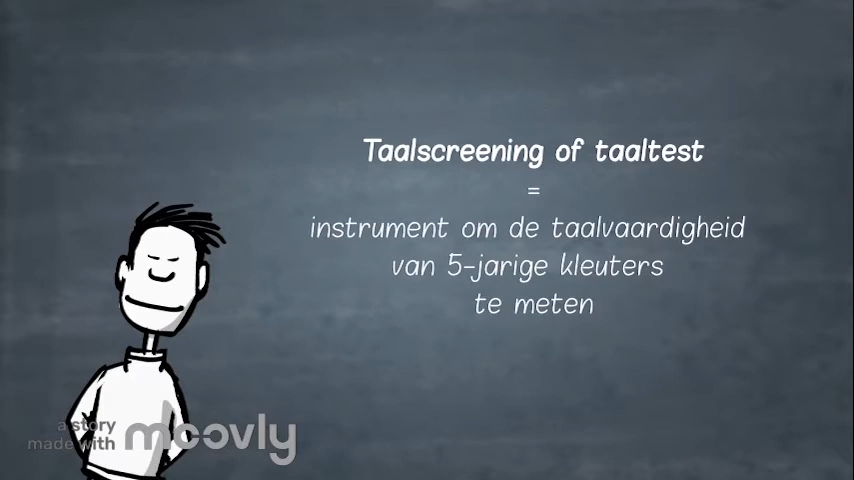 Taalscreening of taaltest
=
instrument om de taalvaardigheid
van 5-jarige kleuters
te meten
a story
made with moovly